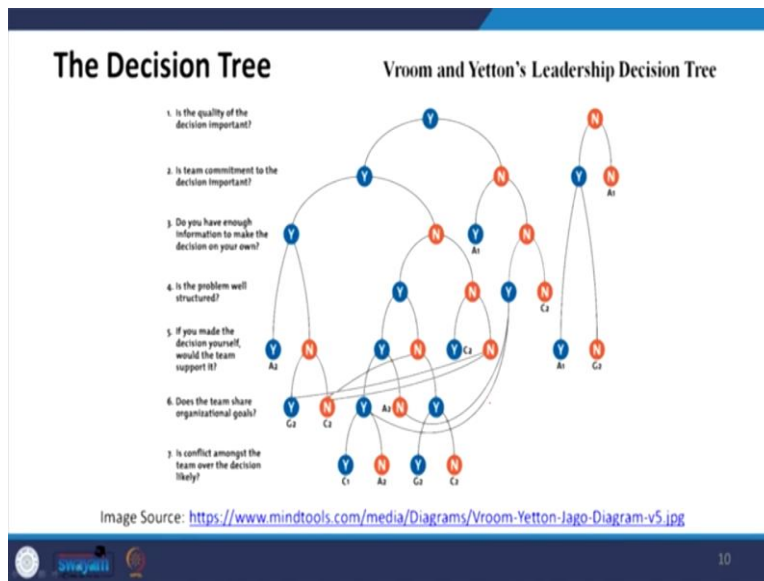 The Decision Tree
Vroom and Yetton's Leadership Decision Tree
1. Is the quality of the
decision important?
Y
N
2. Is team commitment to the
decision important?
Y
N
Y
N
A1
3. Do you have enough
information to make the
decision on your own?
Y
N
Y
N
A1
4. Is the problem well
structured?
Y
N
Y
N
C2
5. If you made the
decision yourself,
would the team
support it?
Y
N
Y
N
Y
C2
N
Y
N
A2
A1
G2
6. Does the team share
organizational goals?
Y
N
Y
A2
N
Y
G2
C2
7. Is conflict amongst the
team over the decision
likely?
Y
N
Y
N
C1
A2
G2
C2
Image Source: https://www.mindtools.com/media/Diagrams/Vroom-Yetton-Jago-Diagram-v5.jpg
swayam
10